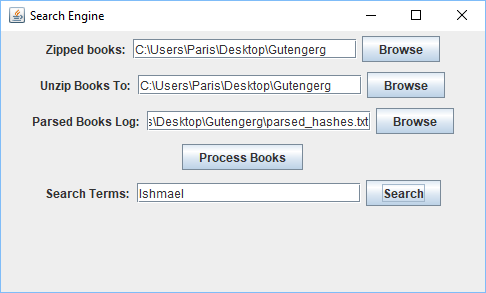 Search Engine
Zipped books: C:\Users\Paris\Desktop\Gutengerg Browse
Unzip Books To: C:\Users\Paris\Desktop\Gutengerg Browse
Parsed Books Log: s\Desktop\Gutengerg\parsed_hashes.txt Browse
Process Books
Search Terms: Ishmael Search